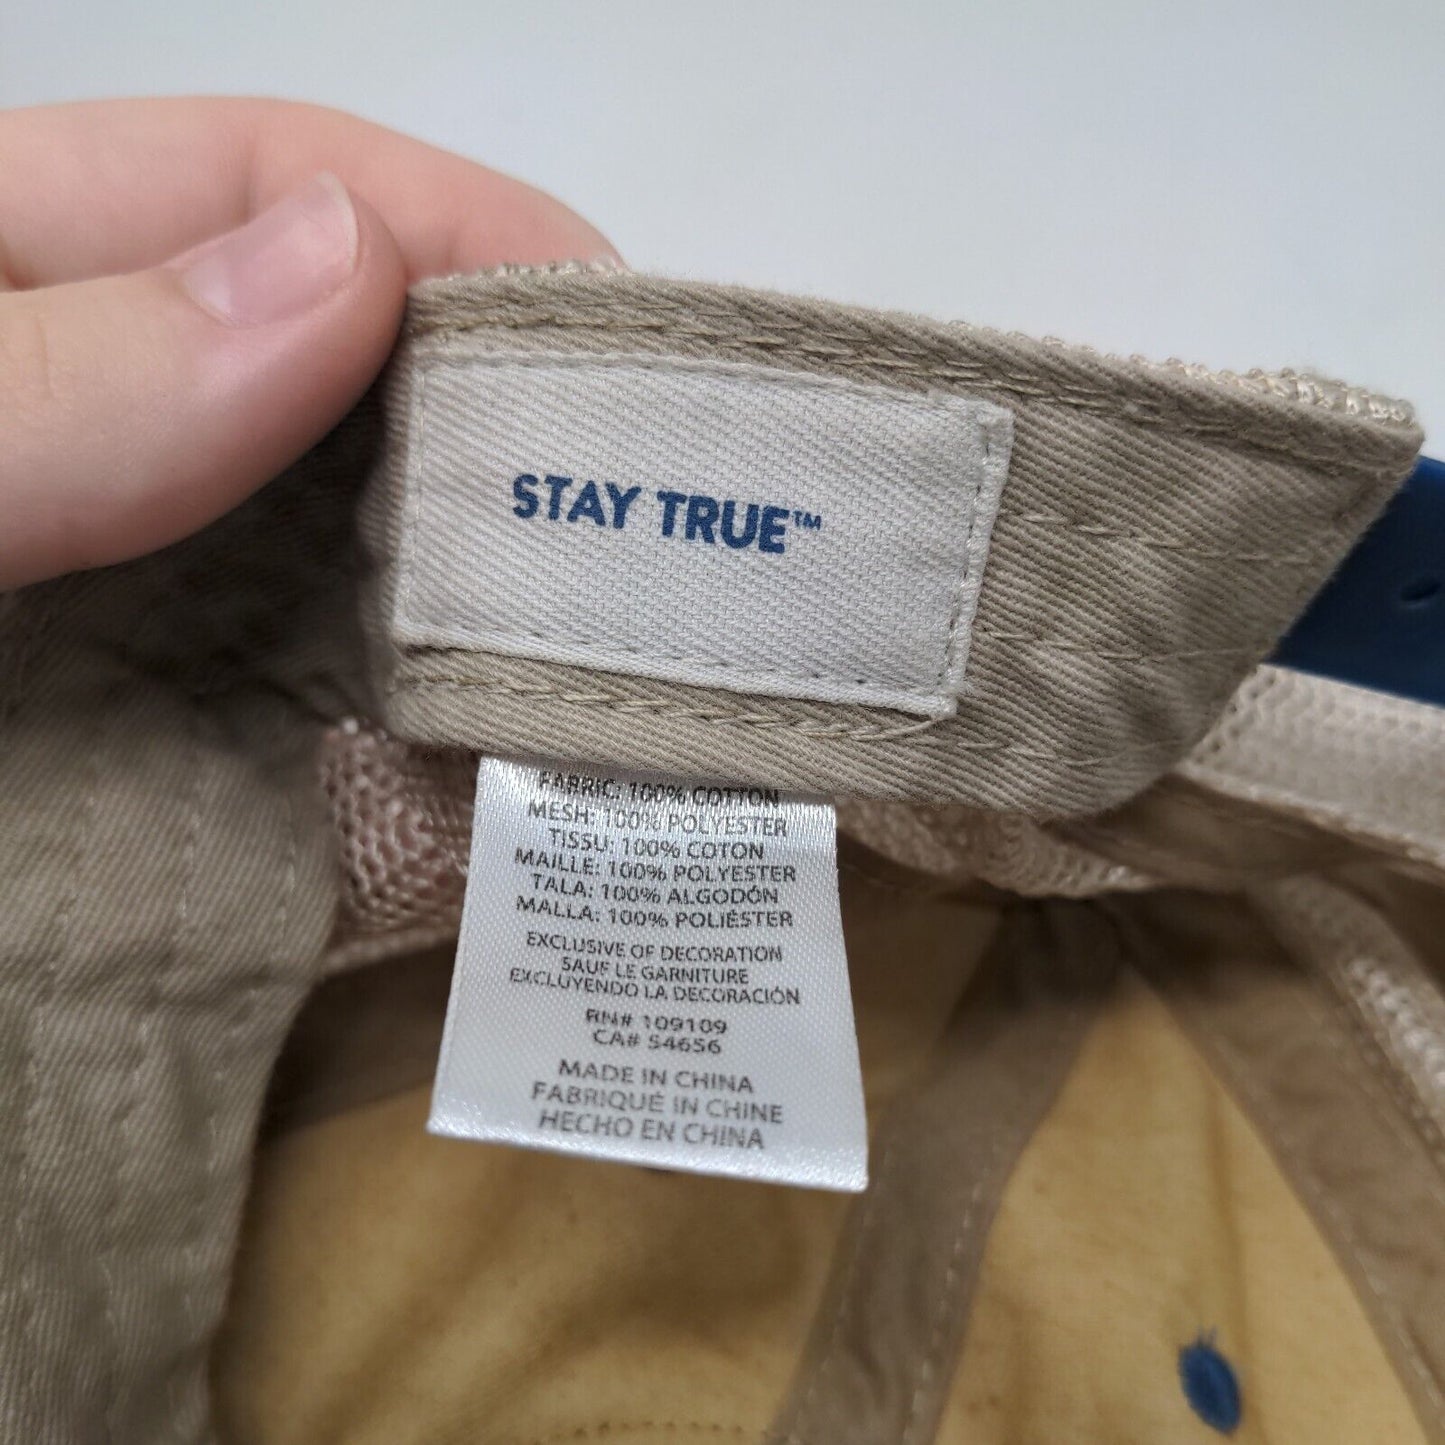 STAY TRUE™
FABRIC: 100% COTTON
MESH: 100% POLYESTER
TISSU: 100% COTON
MAILLE: 100% POLYESTER
TALA: 100% ALGODÓN
MALLA: 100% POLIÉSTER
EXCLUSIVE OF DECORATION
SAUF LE GARNITURE
EXCLUYENDO LA DECORACIÓN
RN# 109109
CA# 54656
MADE IN CHINA
FABRIQUÉ IN CHINE
HECHO EN CHINA